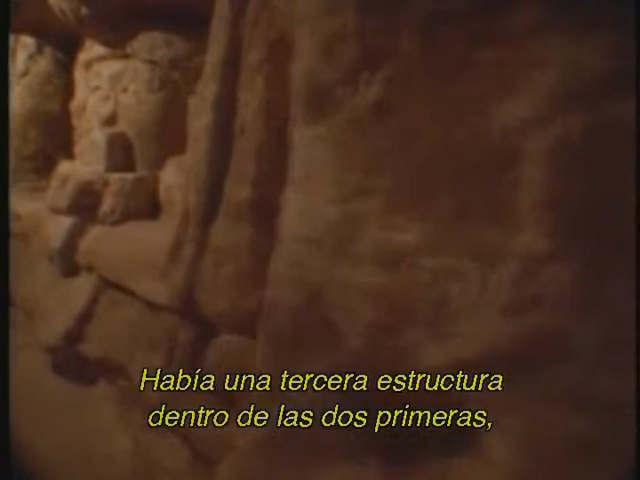 Había una tercera estructura
dentro de las dos primeras,